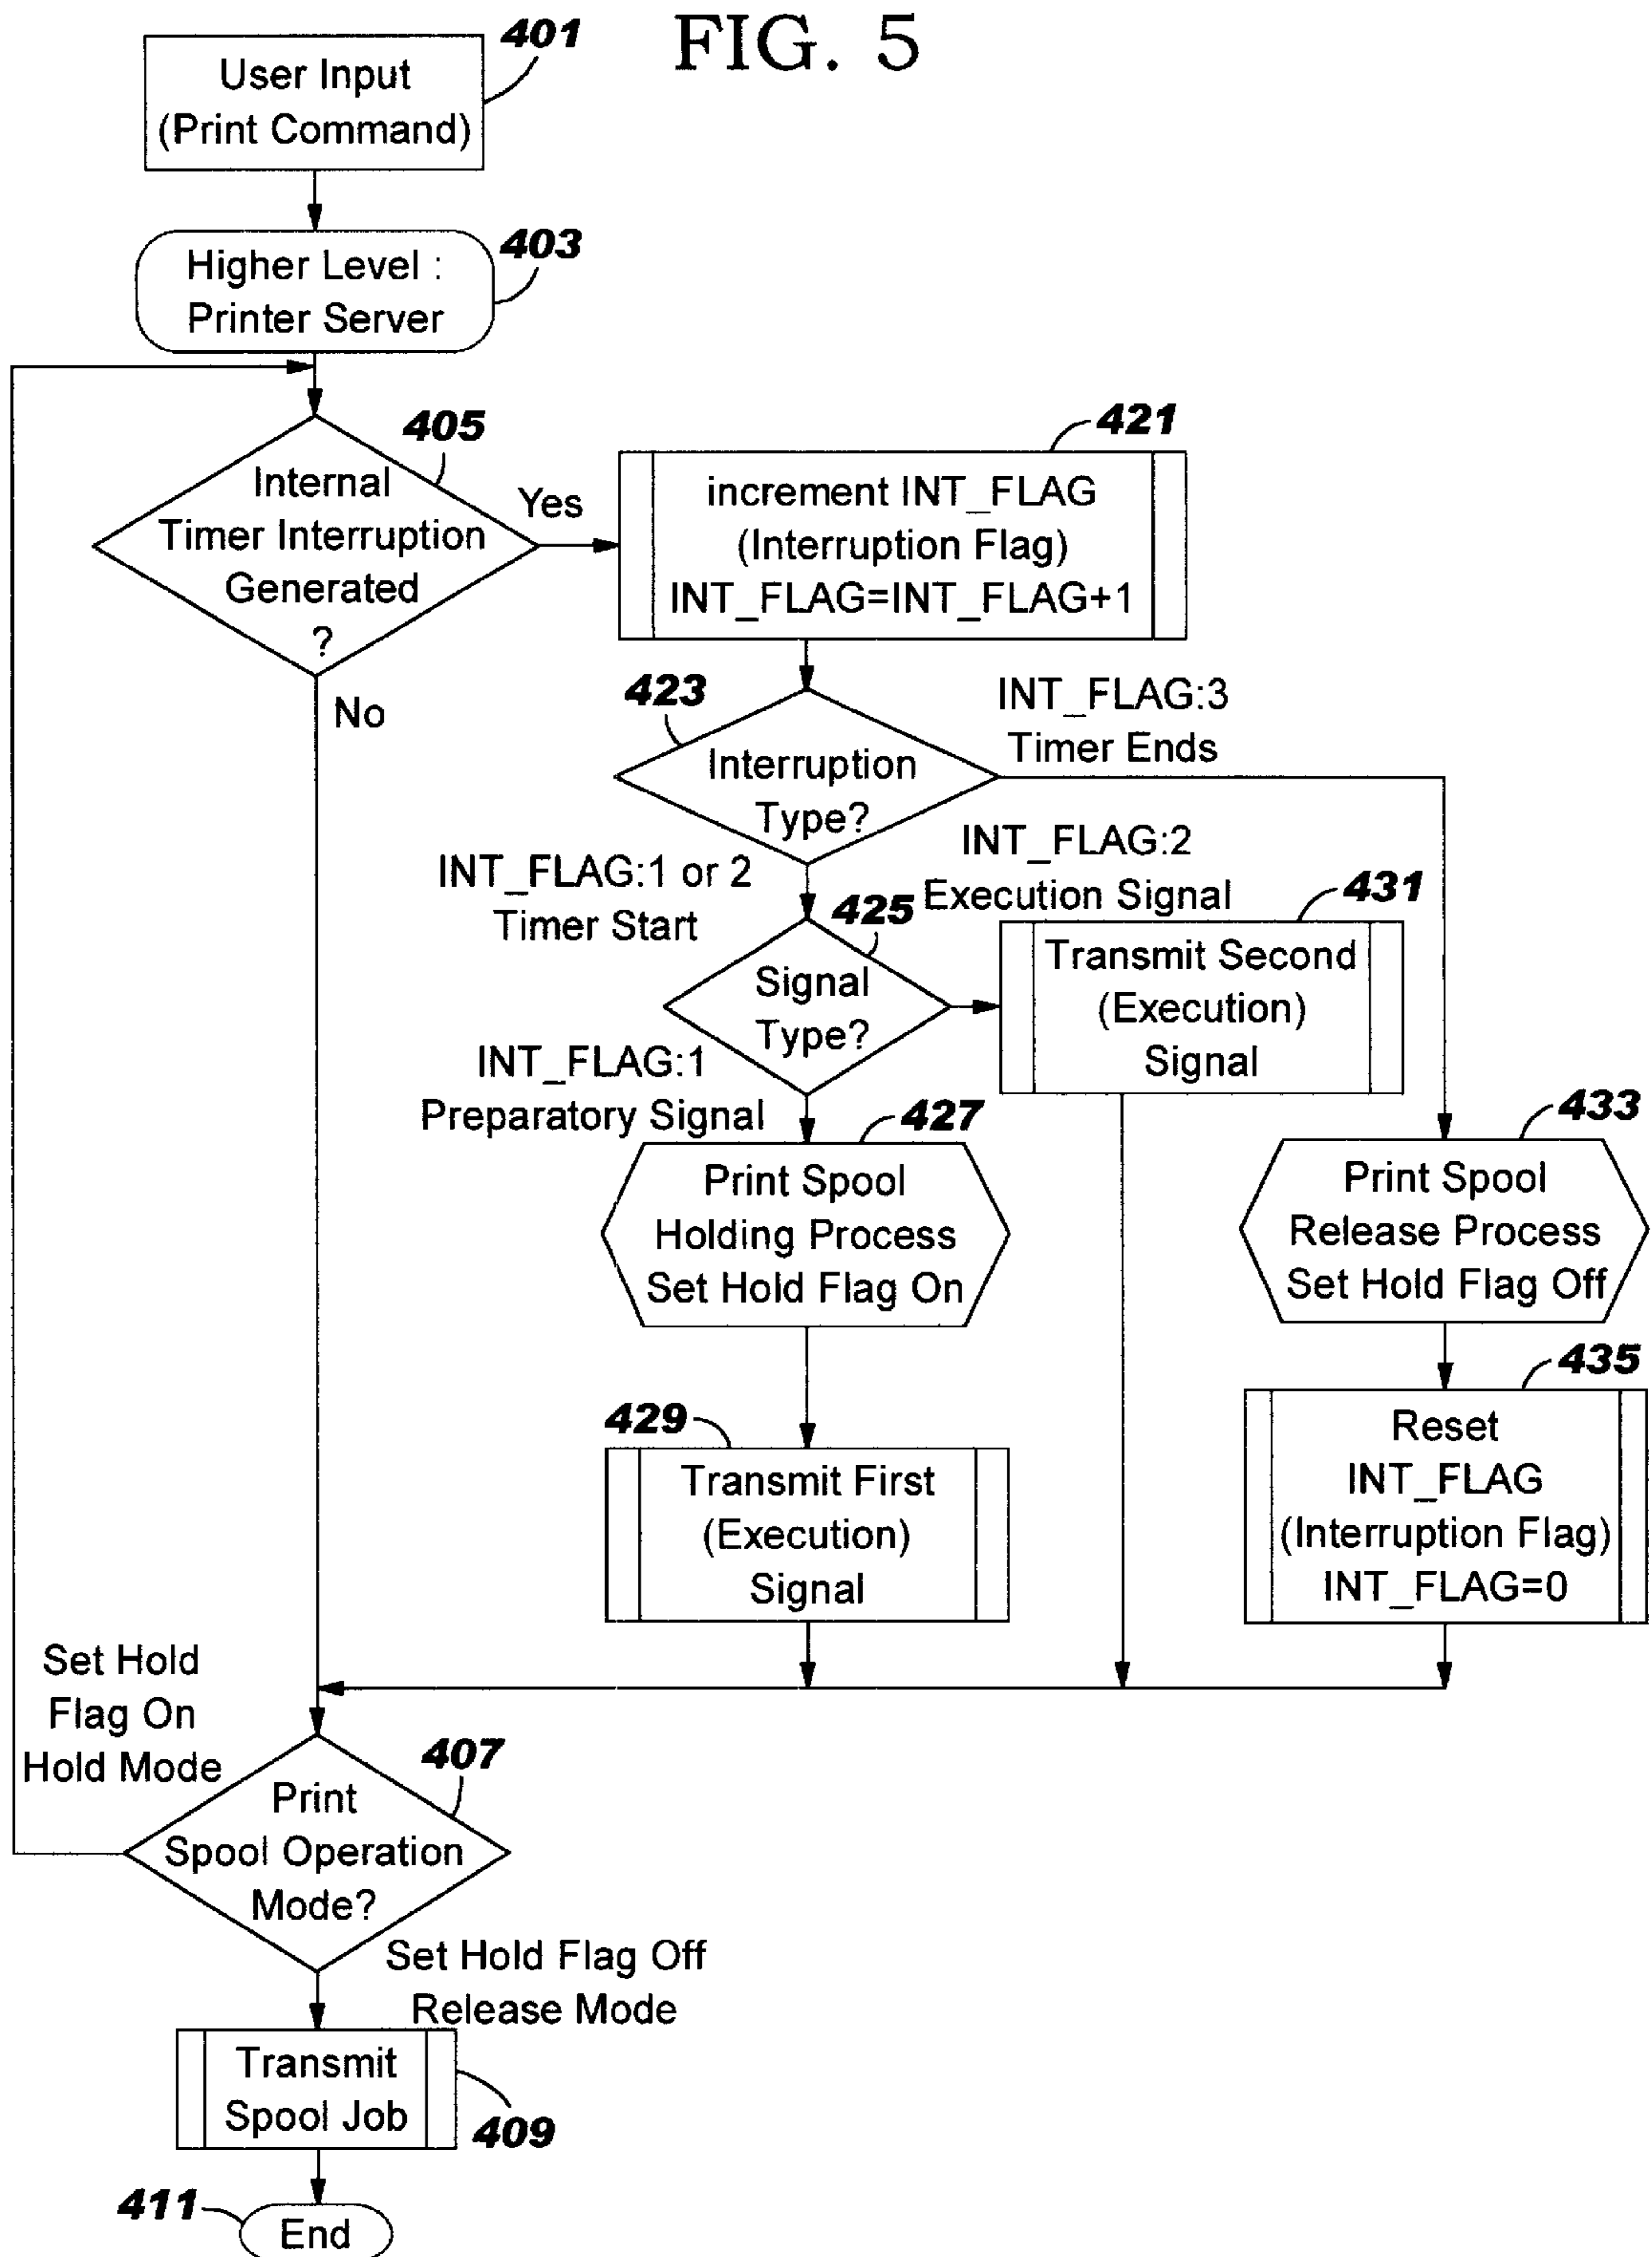 FIG. 5
401
User Input
(Print Command)
403
Higher Level :
Printer Server
405
Internal
Timer Interruption
Generated
?
Yes
No
421
increment INT_FLAG
(Interruption Flag)
INT_FLAG=INT_FLAG+1
423
Interruption
Type?
INT_FLAG:3
Timer Ends
INT_FLAG:1 or 2
Timer Start
425
Signal
Type?
INT_FLAG:2
Execution Signal
431
Transmit Second
(Execution)
Signal
INT_FLAG:1
Preparatory Signal
427
Print Spool
Holding Process
Set Hold Flag On
433
Print Spool
Release Process
Set Hold Flag Off
429
Transmit First
(Execution)
Signal
435
Reset
INT_FLAG
(Interruption Flag)
INT_FLAG=0
Set Hold
Flag On
Hold Mode
407
Print
Spool Operation
Mode?
Set Hold Flag Off
Release Mode
Transmit
Spool Job
409
411
End